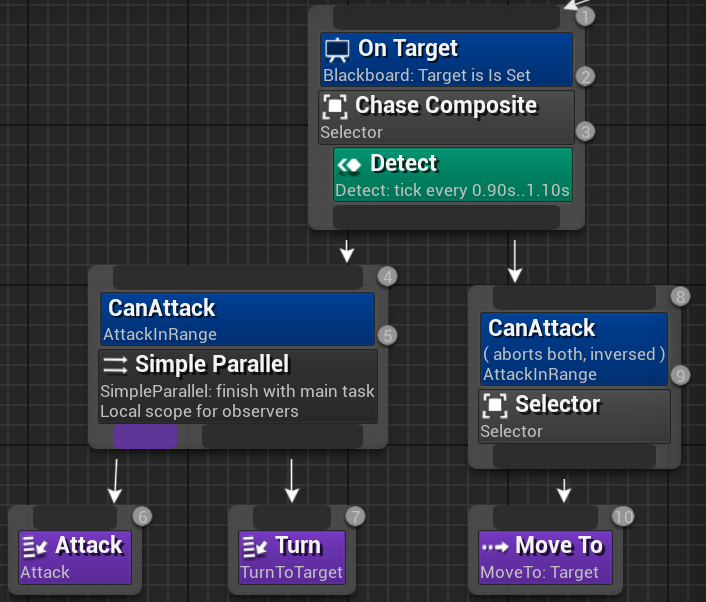 1
On Target
Blackboard: Target is Is Set
2
Chase Composite
Selector
3
Detect
Detect: tick every 0.90s..1.10s
4
CanAttack
AttackInRange
5
Simple Parallel
SimpleParallel: finish with main task
Local scope for observers
8
CanAttack
( aborts both, inversed )
AttackInRange
9
Selector
Selector
6
Attack
Attack
7
Turn
TurnToTarget
10
Move To
MoveTo: Target